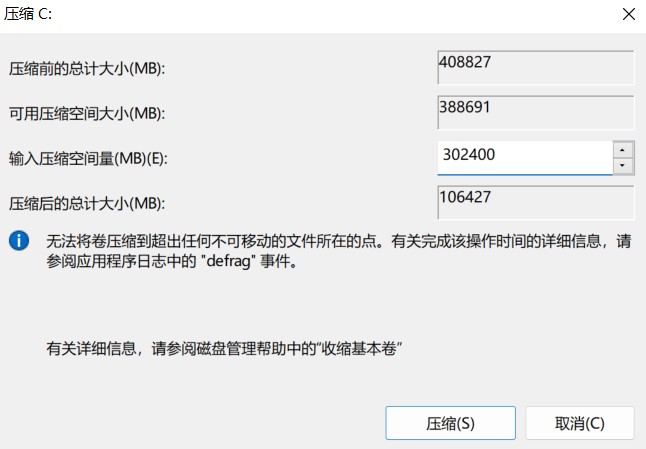 压缩 C:
压缩前的总计大小(MB): 408827
可用压缩空间大小(MB): 388691
输入压缩空间量(MB)(E): 302400
压缩后的总计大小(MB): 106427
无法将卷压缩到超出任何不可移动的文件所在的点。有关完成该操作时间的详细信息，请
参阅应用程序日志中的 "defrag" 事件。
有关详细信息，请参阅磁盘管理帮助中的“收缩基本卷”
压缩(S) 取消(C)